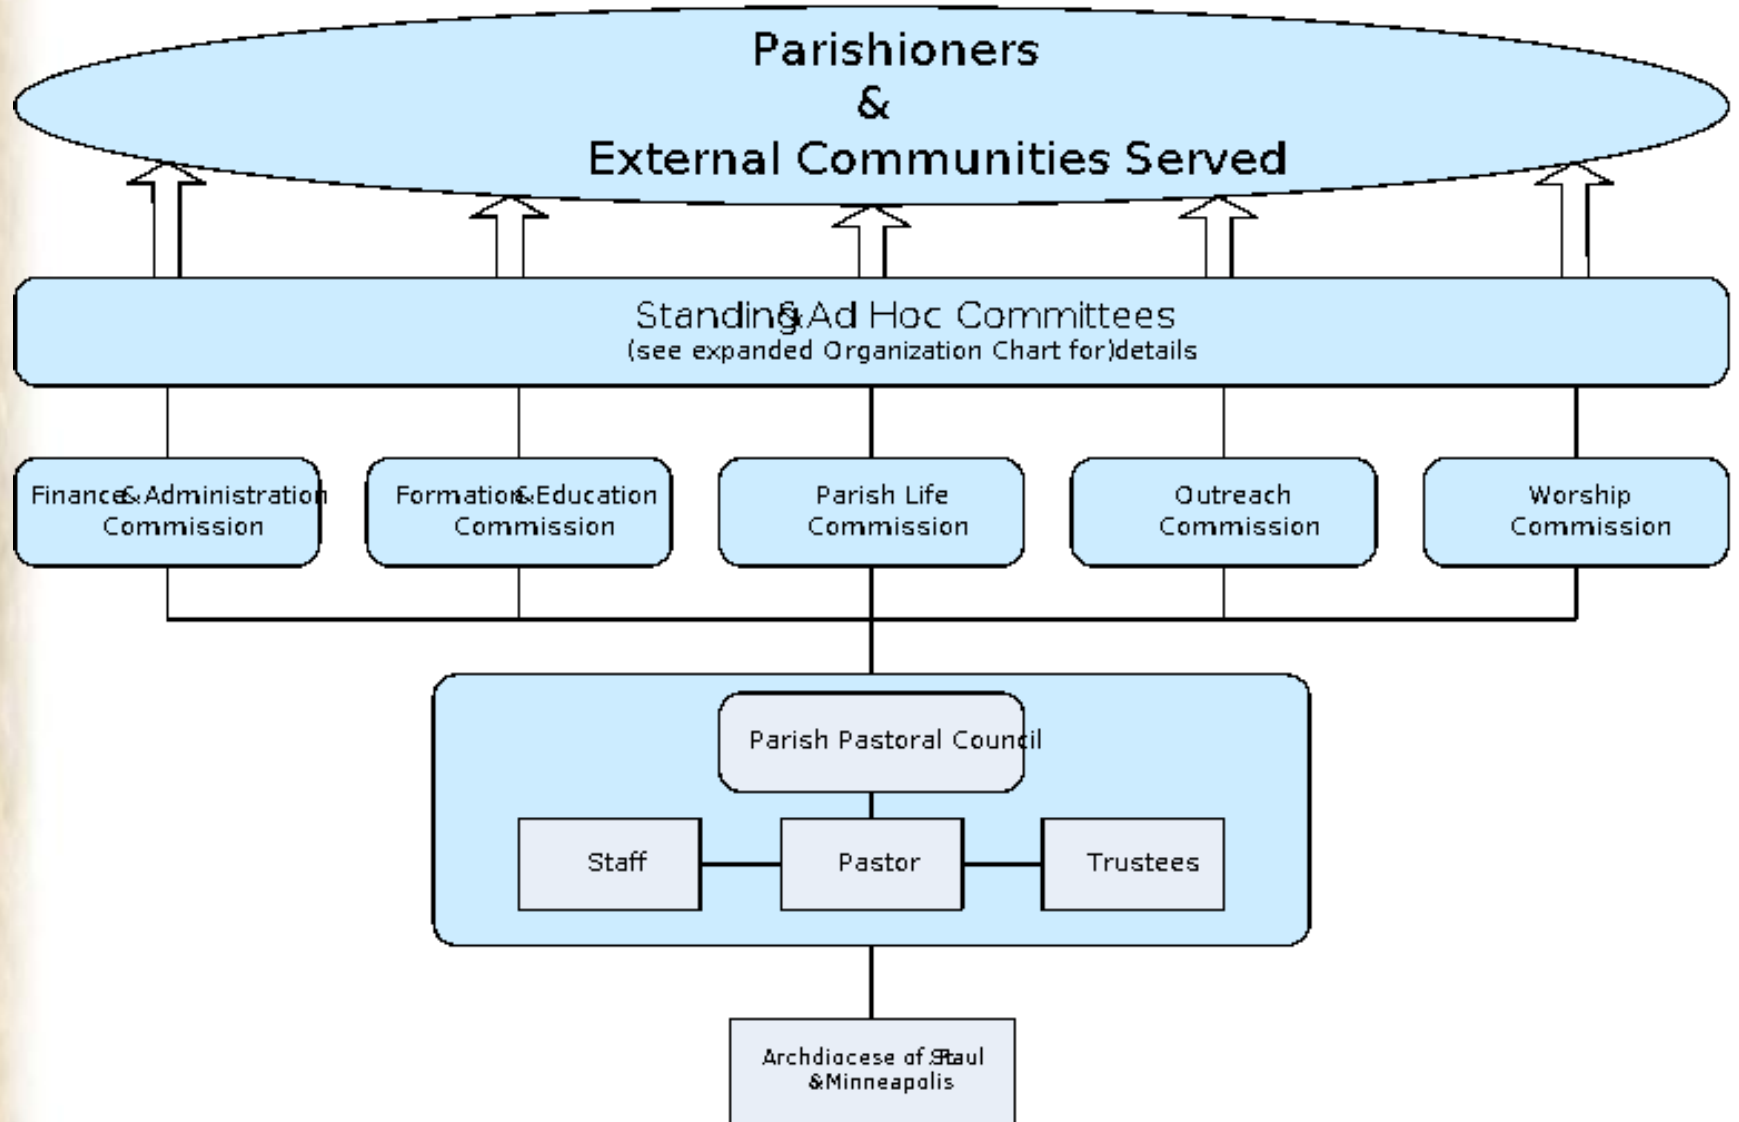 Parishioners
&
External Communities Served
Standing & Ad Hoc Committees
(see expanded Organization Chart for)details
Finance & Administration
Commission
Formation & Education
Commission
Parish Life
Commission
Outreach
Commission
Worship
Commission
Parish Pastoral Council
Staff
Pastor
Trustees
Archdiocese of St. Paul
&Minneapolis